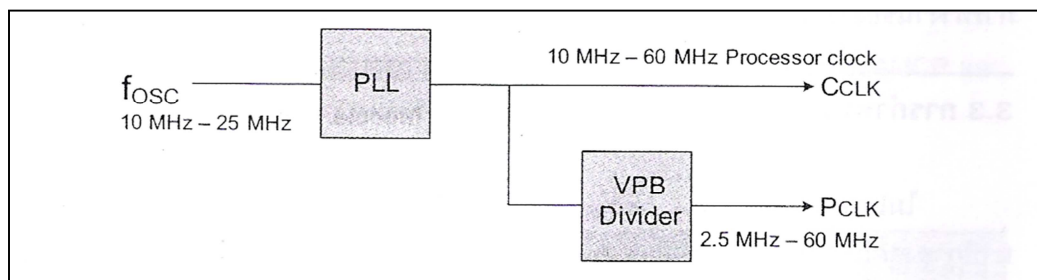 PLL
10 MHz – 60 MHz Processor clock
fOSC
CCLK
10 MHz – 25 MHz
VPB
Divider
PCLK
2.5 MHz – 60 MHz